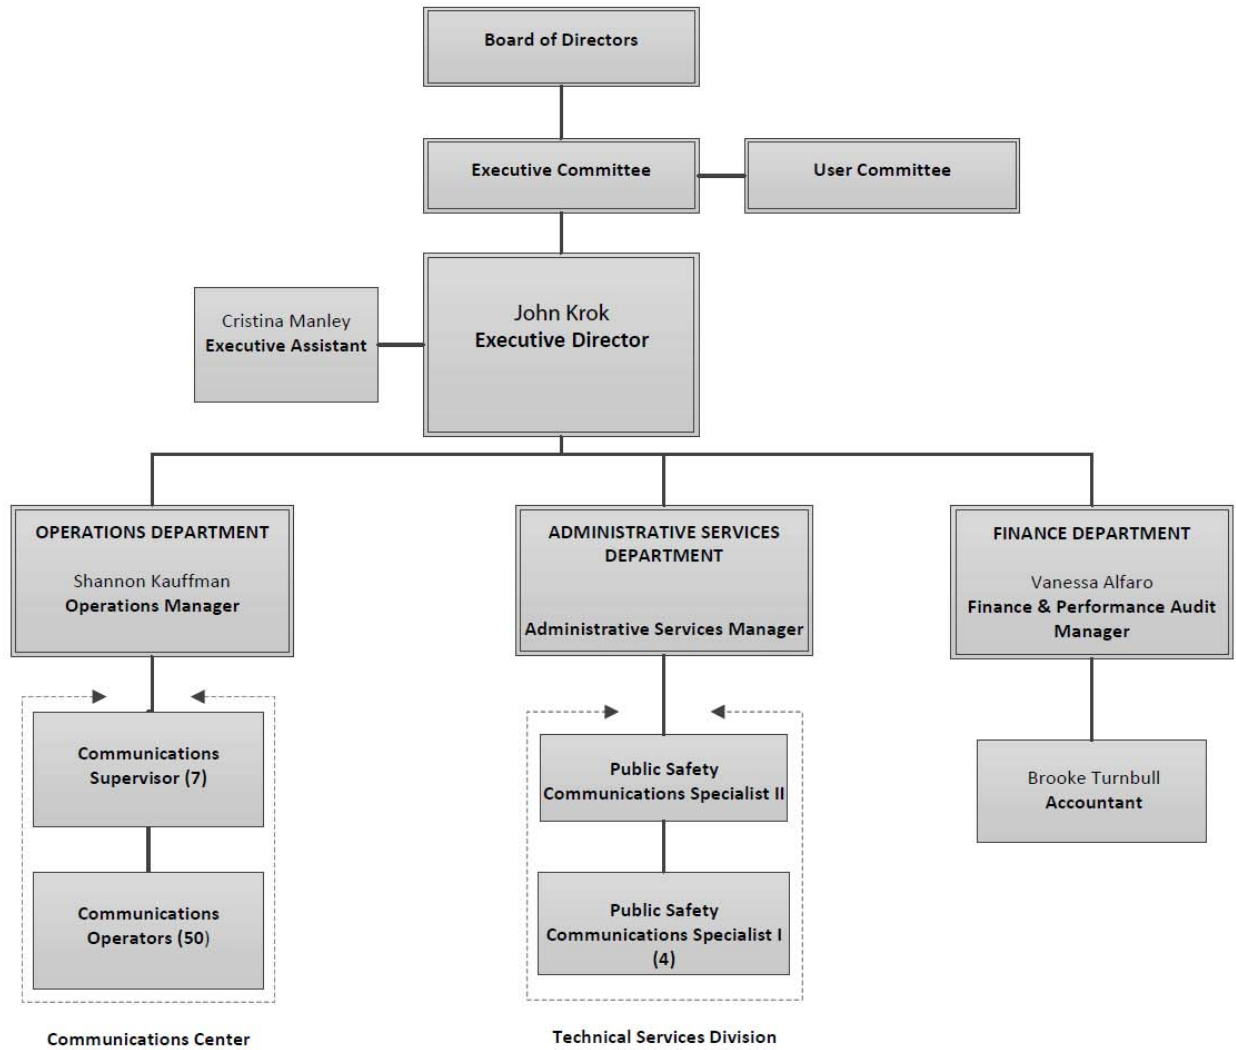 Board of Directors
Executive Committee
User Committee
Cristina Manley
Executive Assistant
John Krok
Executive Director
OPERATIONS DEPARTMENT
Shannon Kauffman
Operations Manager
ADMINISTRATIVE SERVICES
DEPARTMENT
Administrative Services Manager
FINANCE DEPARTMENT
Vanessa Alfaro
Finance & Performance Audit
Manager
Communications
Supervisor (7)
Communications
Operators (50)
Communications Center
Public Safety
Communications Specialist II
Public Safety
Communications Specialist I
(4)
Technical Services Division
Brooke Turnbull
Accountant